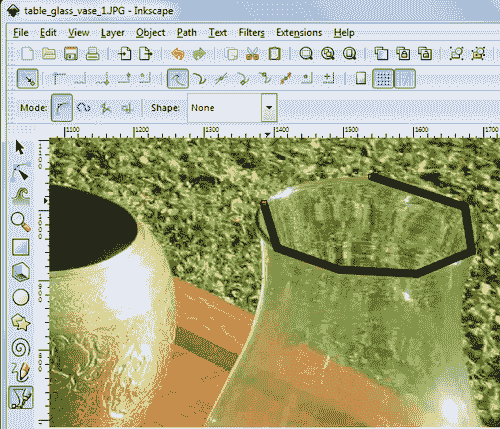 table_glass_vase_1.JPG - Inkscape
File Edit View Layer Object Path Text Filters Extensions Help
Mode: Shape: None
1100 1200 1300 1400 1500 1600 1700